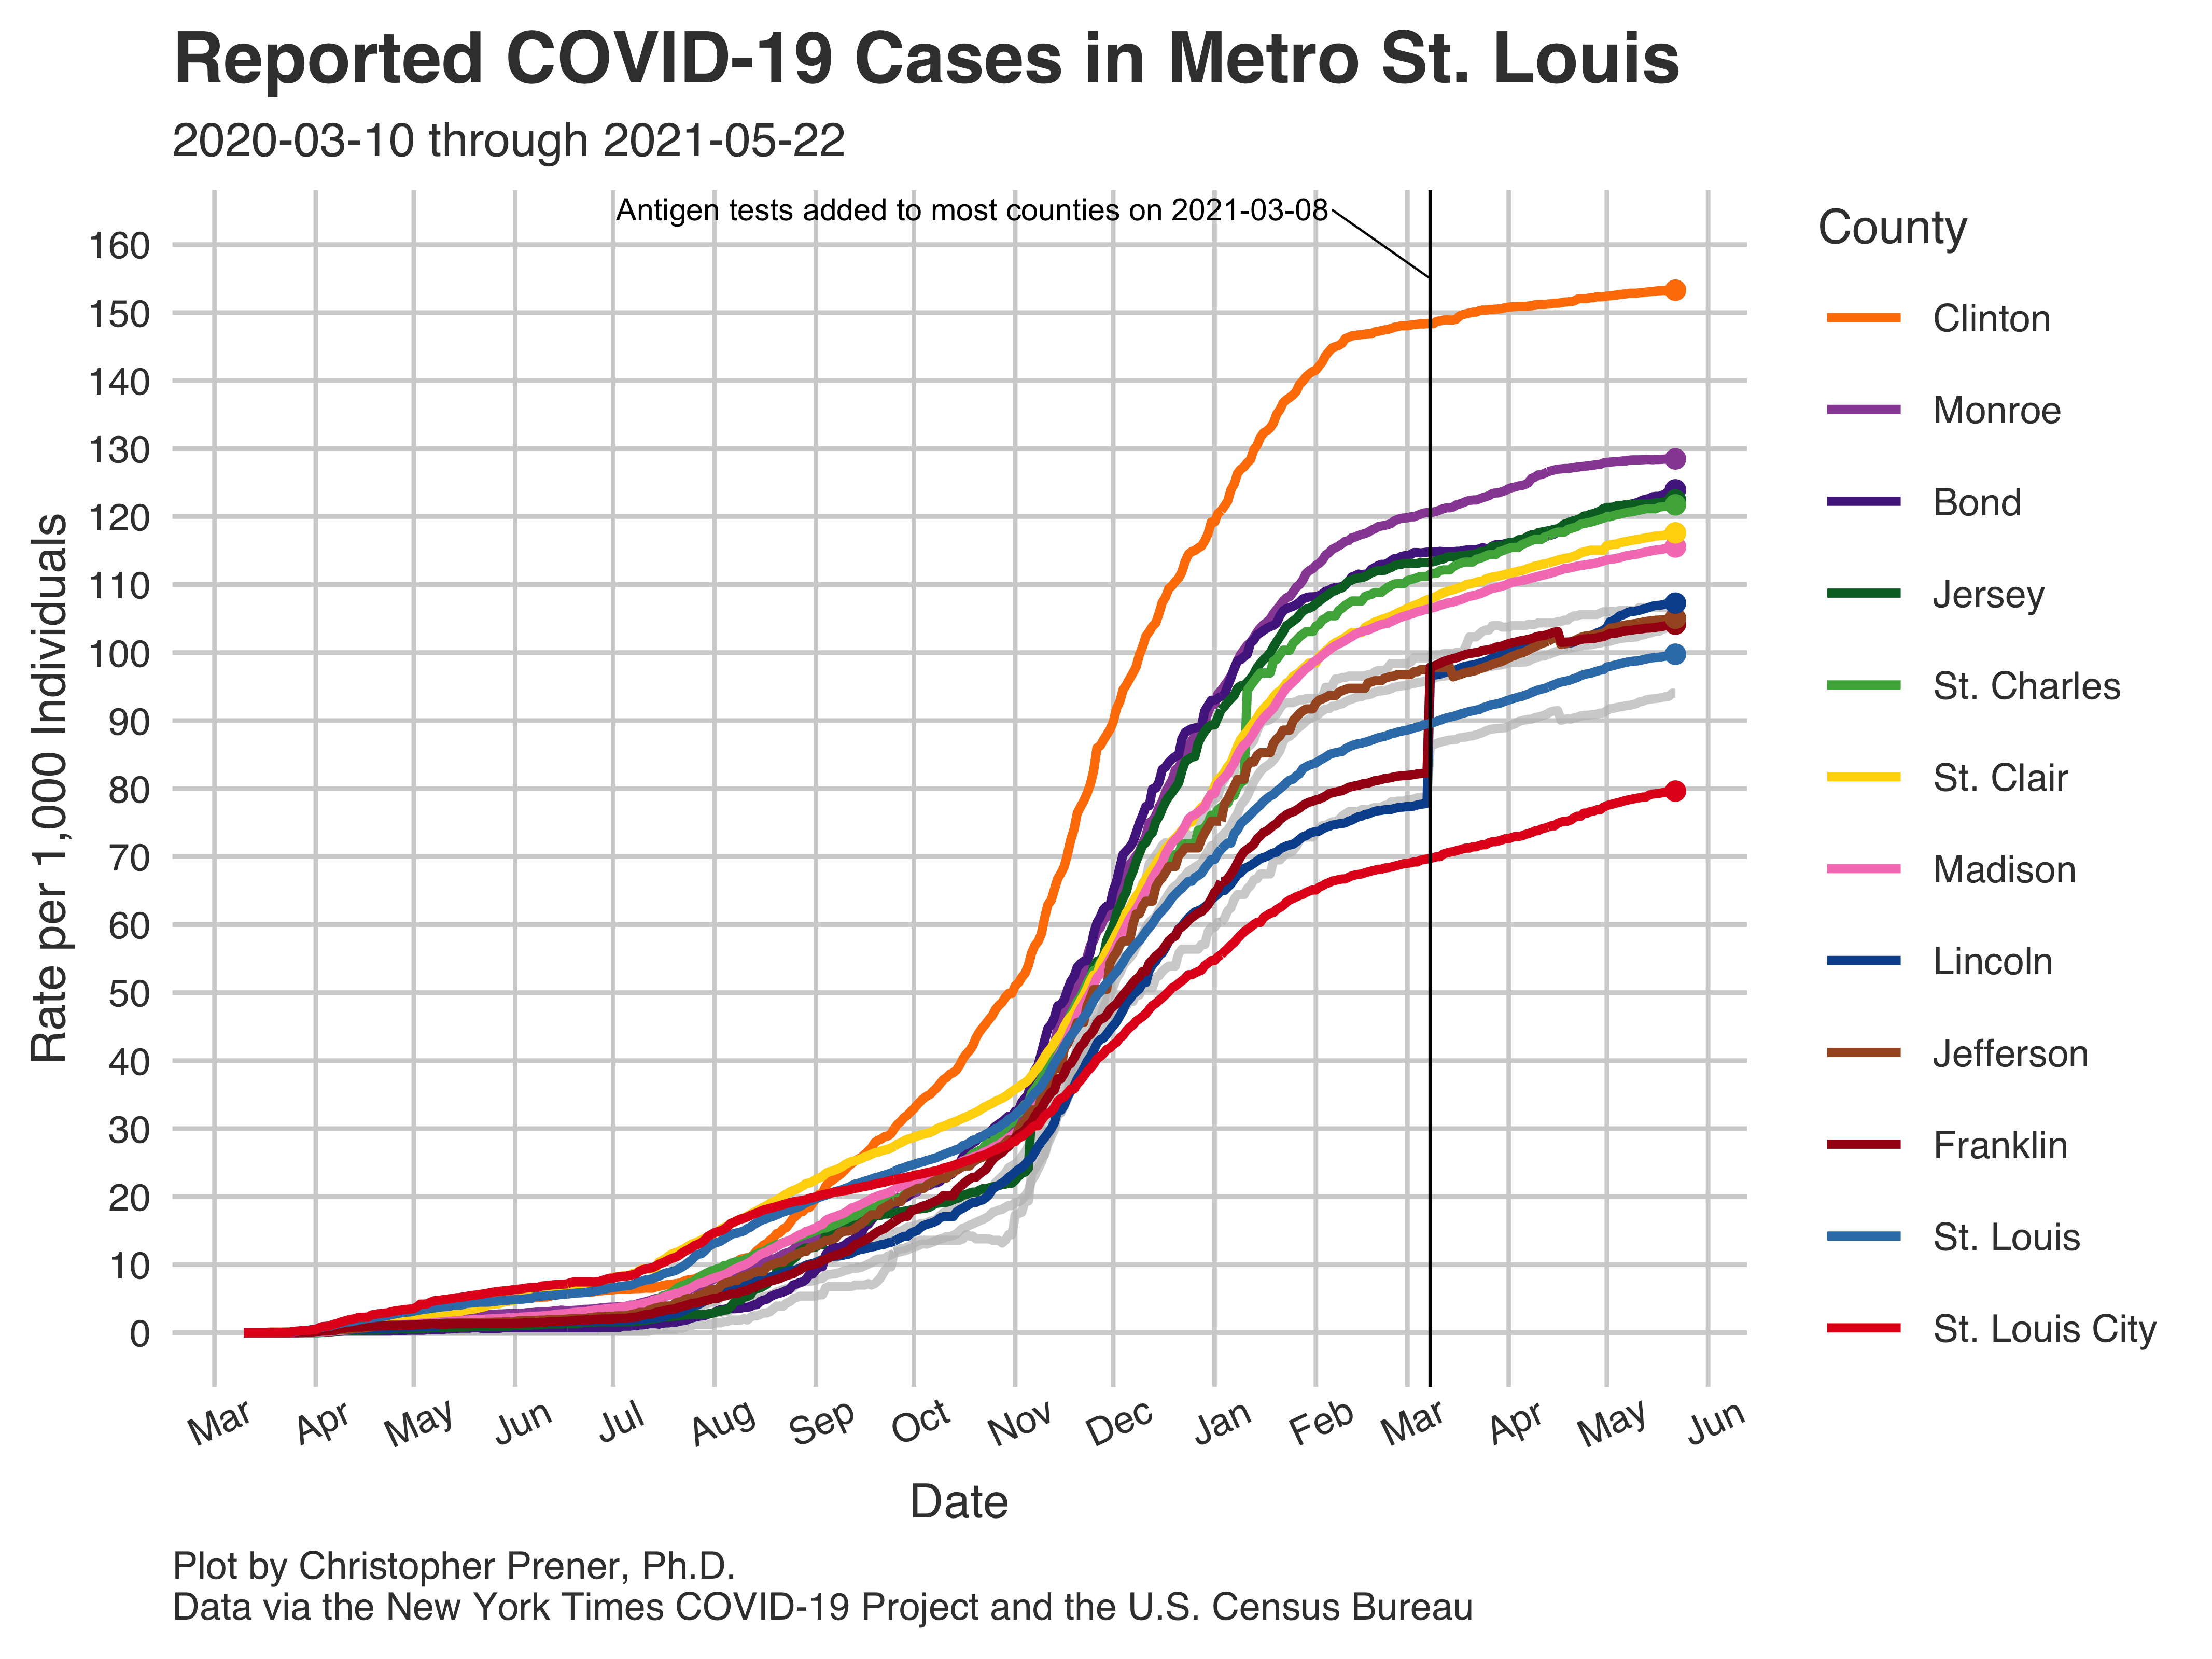 Reported COVID-19 Cases in Metro St. Louis
2020-03-10 through 2021-05-22
Antigen tests added to most counties on 2021-03-08
Rate per 1,000 Individuals
160
150
140
130
120
110
100
90
80
70
60
50
40
30
20
10
0
Mar
Apr
May
Jun
Jul
Aug
Sep
Oct
Nov
Dec
Jan
Feb
Mar
Apr
May
Jun
Date
County
Clinton
Monroe
Bond
Jersey
St. Charles
St. Clair
Madison
Lincoln
Jefferson
Franklin
St. Louis
St. Louis City
Plot by Christopher Prener, Ph.D.
Data via the New York Times COVID-19 Project and the U.S. Census Bureau